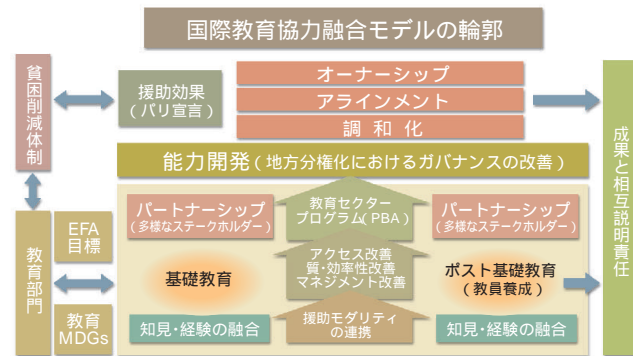 国際教育協力融合モデルの輪郭
貧困削減体制
援助効果
(パリ宣言)
オーナーシップ
アラインメント
調和化
成果と相互説明責任
能力開発(地方分権化におけるガバナンスの改善)
教育部門
EFA
目標
教育
MDGs
パートナーシップ
(多様なステークホルダー)
教育セクター
プログラム(PBA)
パートナーシップ
(多様なステークホルダー)
基礎教育
アクセス改善
質・効率性改善
マネジメント改善
ポスト基礎教育
(教員養成)
知見・経験の融合
援助モダリティ
の連携
知見・経験の融合